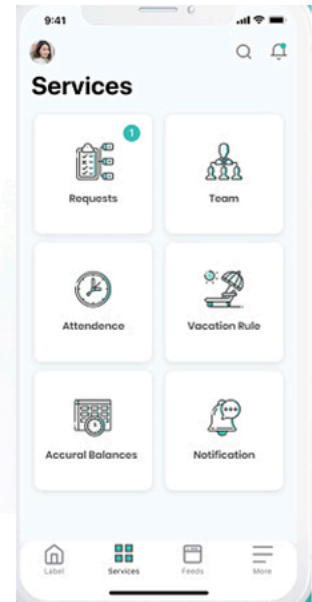 9:41
Services
1
Requests
Team
Attendence
Vacation Rule
Accural Balances
Notification
Label
Services
Feeds
More